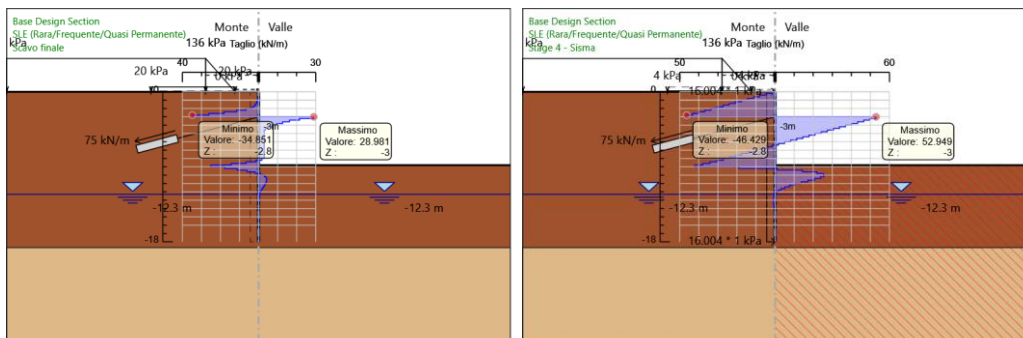 Base Design Section
SLE (Rara/Frequente/Quasi Permanente)
Scavo finale
Monte Valle
kPa
136 kPa Taglio (kN/m)
40 30
20 kPa 20 kPa
75 kN/m
-3m
Minimo
Valore: -34.851
Z : -2.8
Massimo
Valore: 28.981
Z : -3
-12.3 m
-12.3 m
-18
Base Design Section
SLE (Rara/Frequente/Quasi Permanente)
Stage 4 - Sisma
Monte Valle
kPa
136 kPa Taglio (kN/m)
50 60
4 kPa
16.004 * 1 kPa
75 kN/m
-3m
Minimo
Valore: -46.429
Z : -2.8
Massimo
Valore: 52.949
Z : -3
-12.3 m
-12.3 m
-18
16.004 * 1 kPa